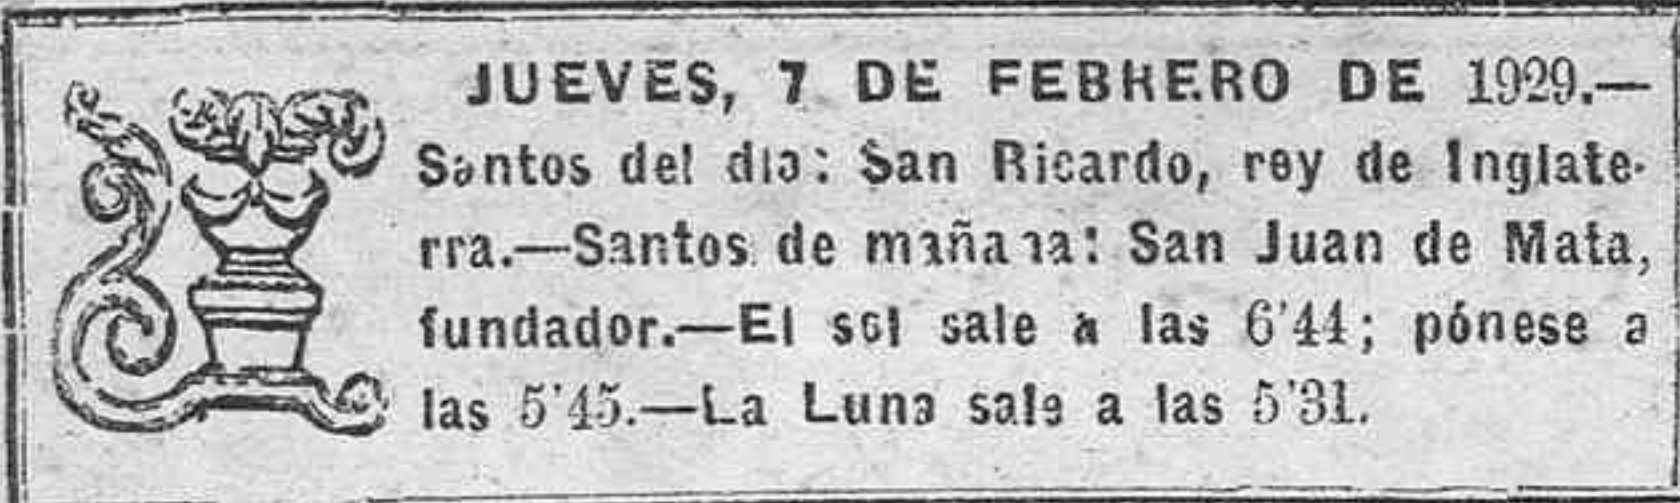 JUEVES, 7 DE FEBRERO DE 1929.—
Santos del día: San Ricardo, rey de Inglate-
rra.—Santos de mañana: San Juan de Mata,
fundador.—El sol sale a las 6'44; pónese a
las 5'45.—La Luna sale a las 5'31.